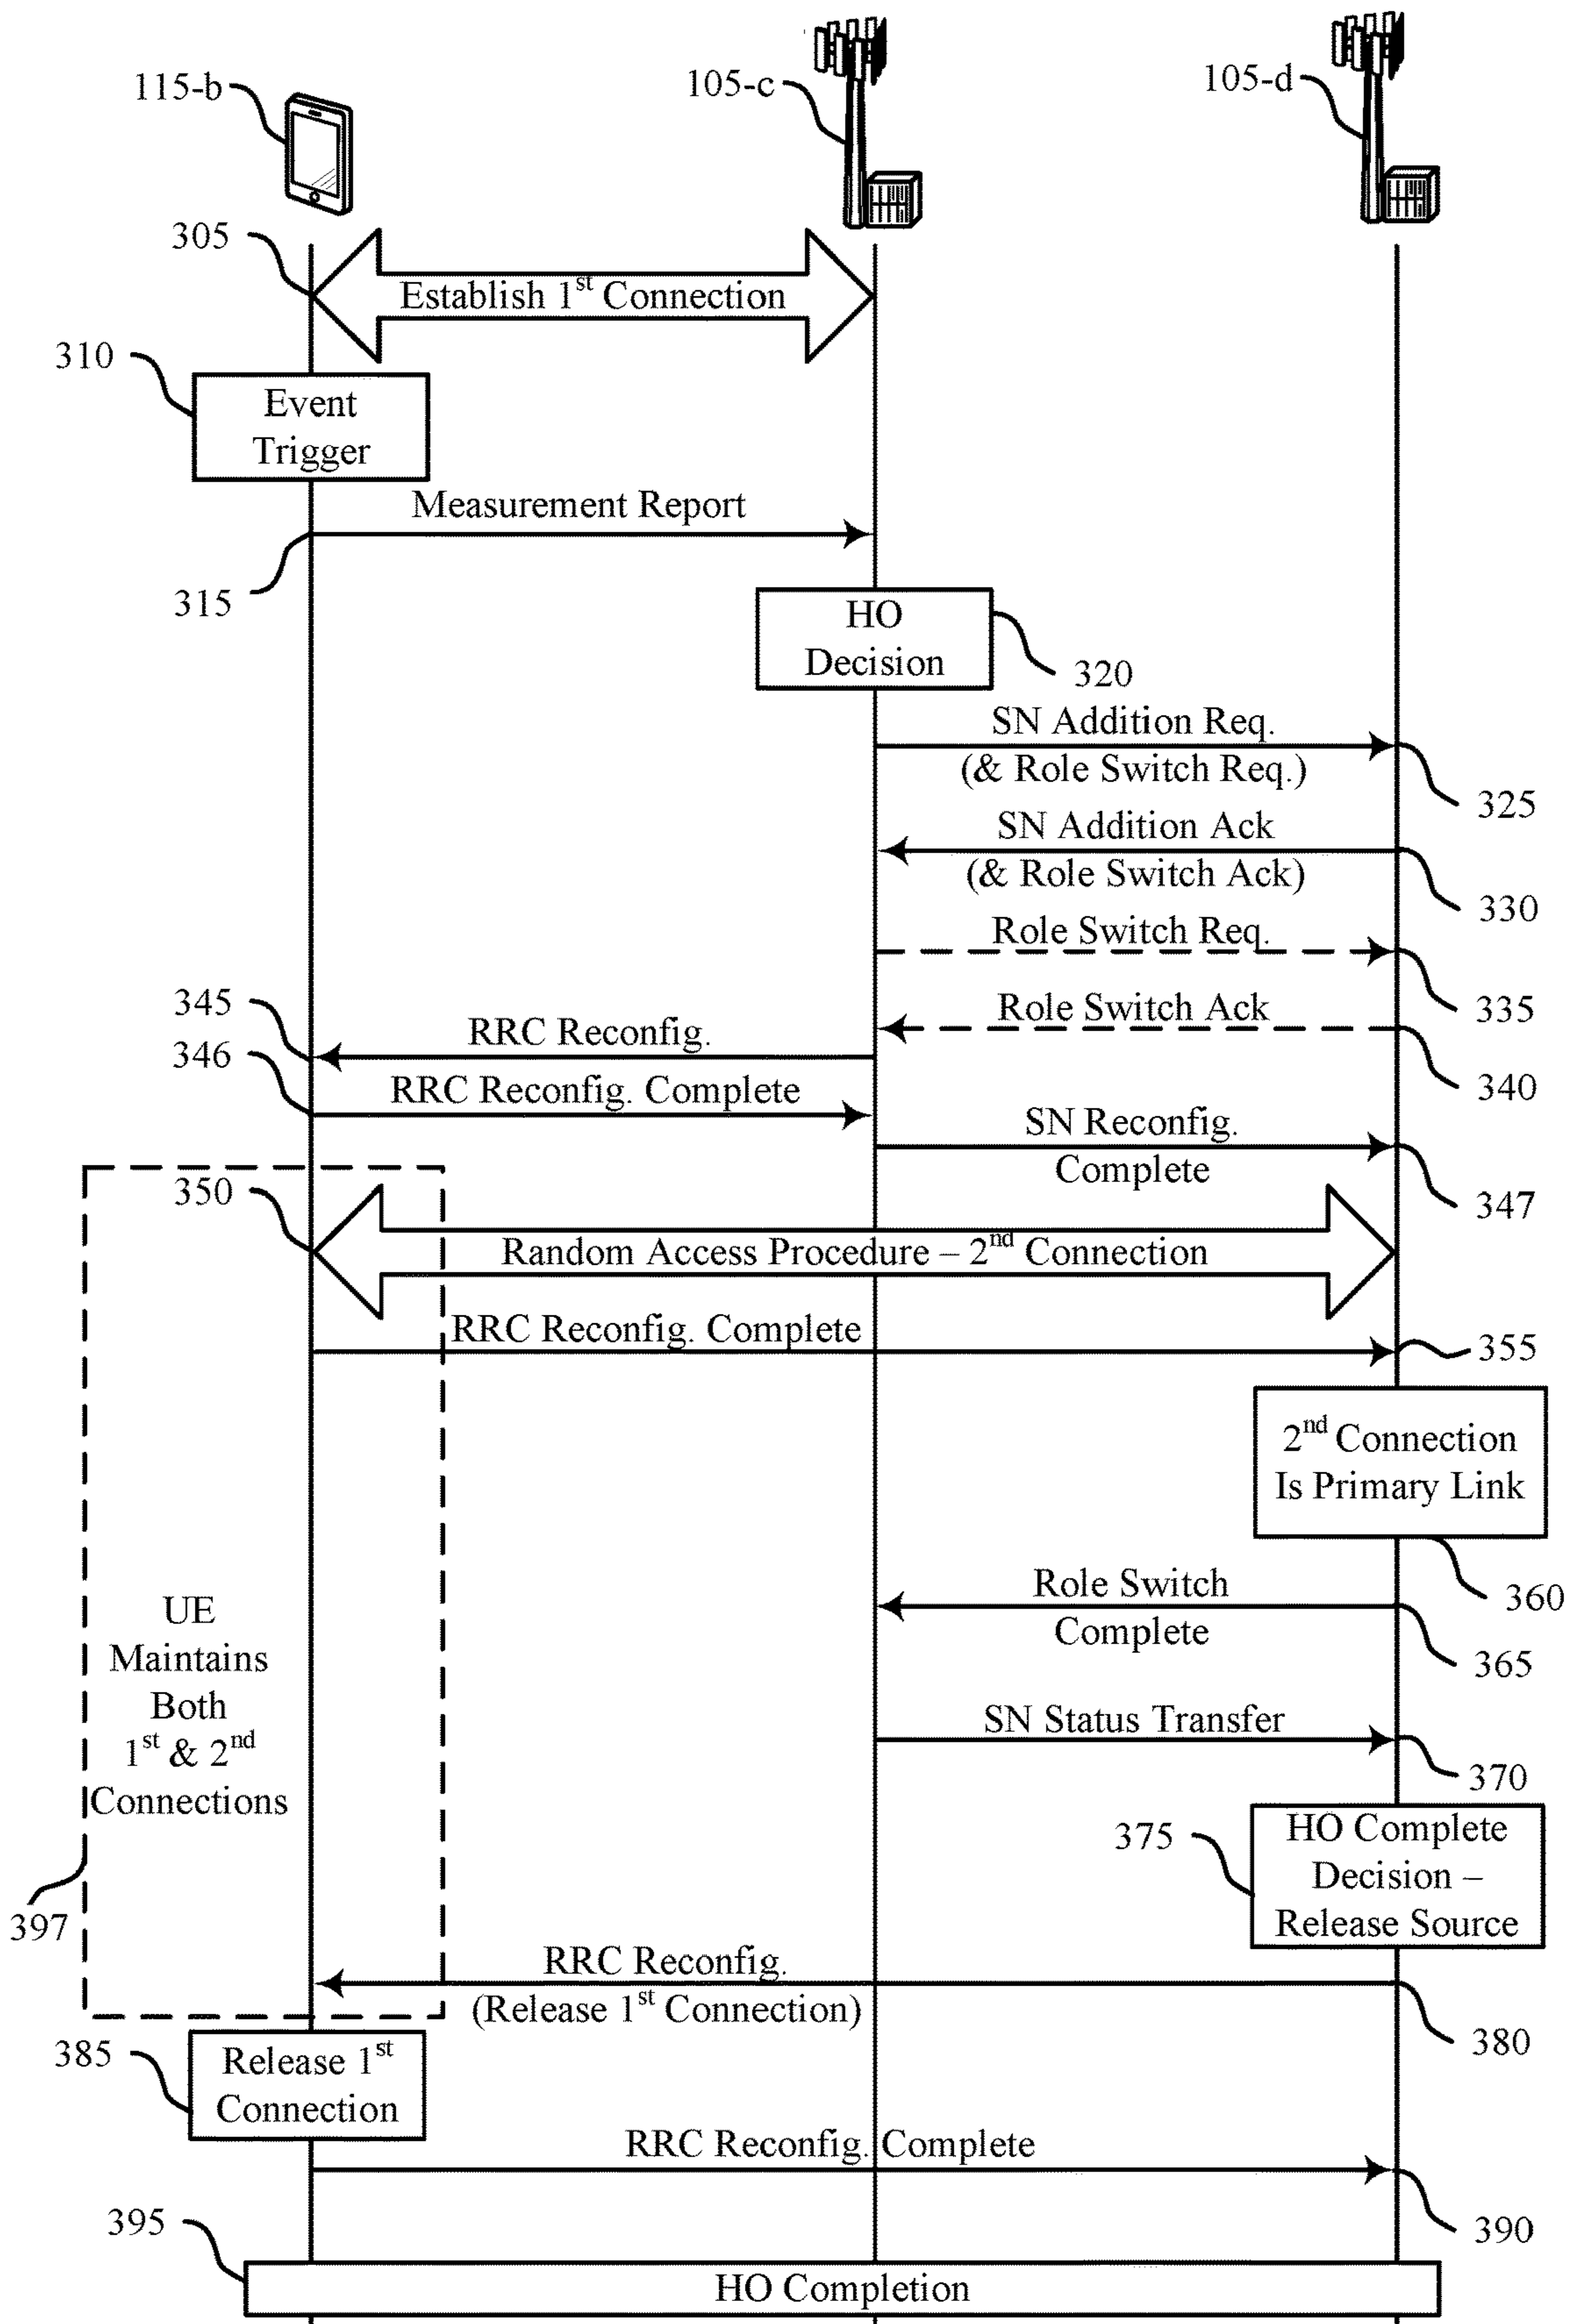 115-b
105-c
105-d
305
Establish 1st Connection
310
Event
Trigger
Measurement Report
315
HO
Decision
320
SN Addition Req.
(& Role Switch Req.)
325
SN Addition Ack
(& Role Switch Ack)
330
Role Switch Req.
335
345
Role Switch Ack
RRC Reconfig.
346
340
RRC Reconfig. Complete
SN Reconfig.
Complete
347
350
Random Access Procedure – 2nd Connection
RRC Reconfig. Complete
355
2nd Connection
Is Primary Link
360
Role Switch
Complete
365
UE
Maintains
Both
1st & 2nd
Connections
SN Status Transfer
370
375
HO Complete
Decision –
Release Source
397
RRC Reconfig.
(Release 1st Connection)
380
385
Release 1st
Connection
RRC Reconfig. Complete
390
395
HO Completion